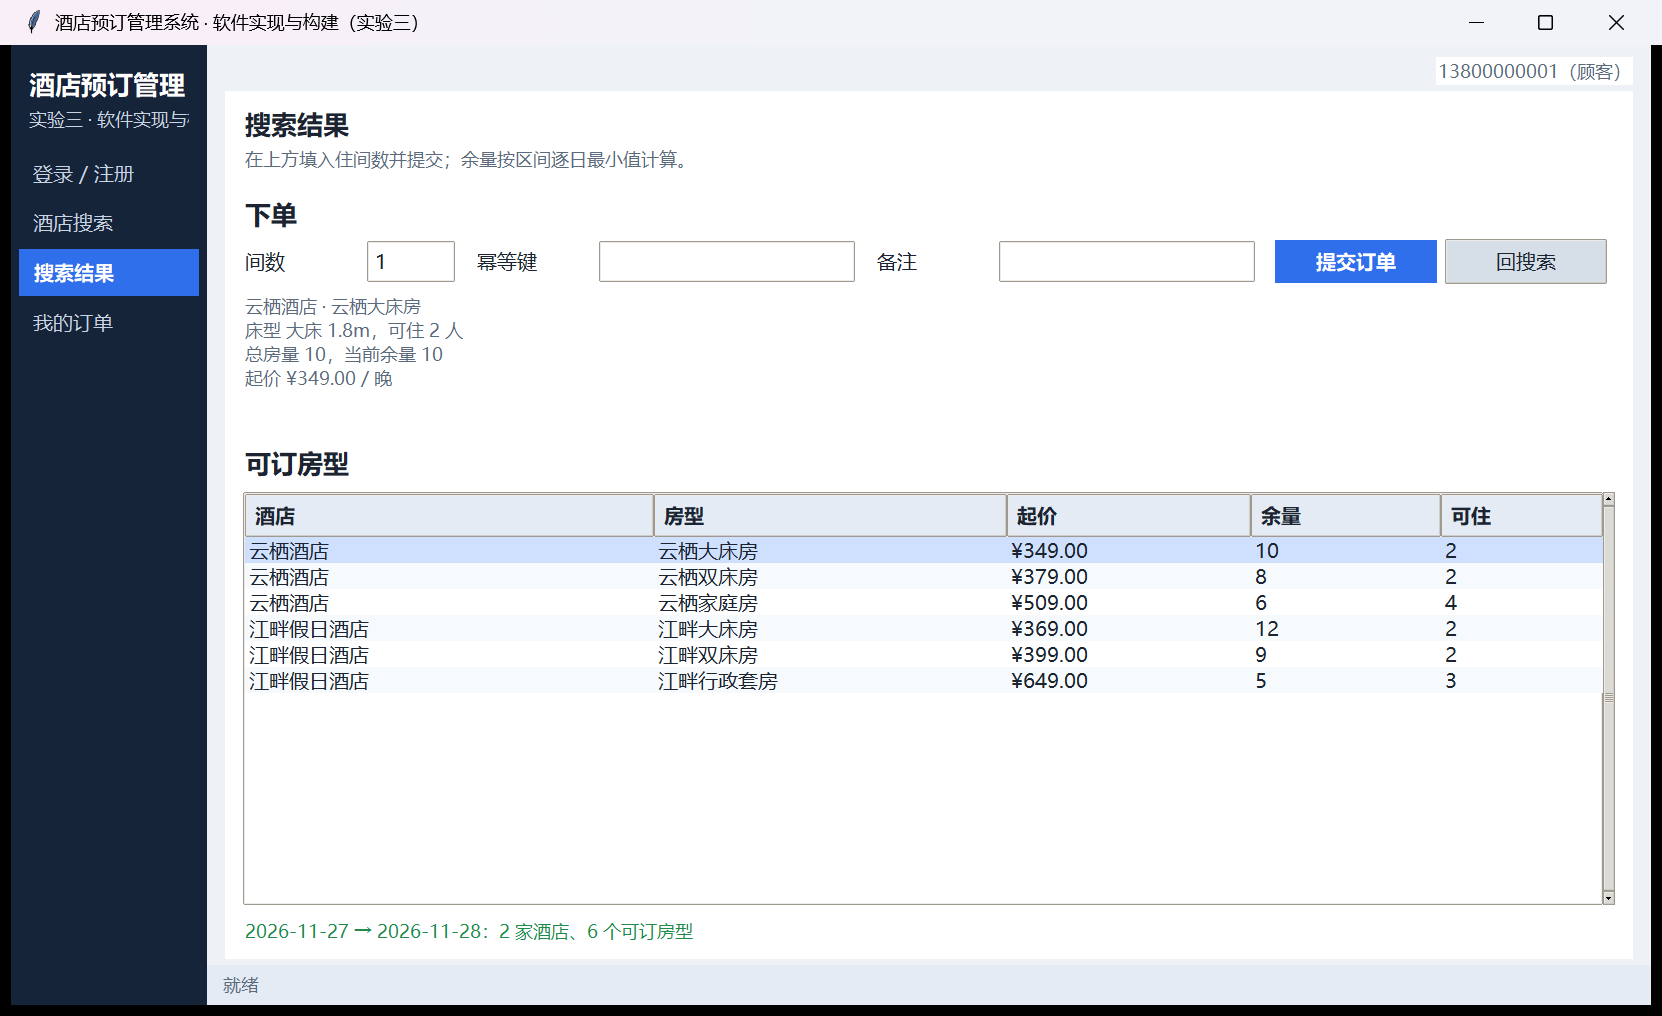 酒店预订管理系统 · 软件实现与构建（实验三）
酒店预订管理
实验三 · 软件实现与
登录 / 注册
酒店搜索
搜索结果
我的订单
13800000001（顾客）
搜索结果
在上方填入住间数并提交；余量按区间逐日最小值计算。
下单
间数 1 幂等键 备注 提交订单 回搜索
云栖酒店 · 云栖大床房
床型 大床 1.8m，可住 2 人
总房量 10，当前余量 10
起价 ¥349.00 / 晚
可订房型
酒店 房型 起价 余量 可住
云栖酒店 云栖大床房 ¥349.00 10 2
云栖酒店 云栖双床房 ¥379.00 8 2
云栖酒店 云栖家庭房 ¥509.00 6 4
江畔假日酒店 江畔大床房 ¥369.00 12 2
江畔假日酒店 江畔双床房 ¥399.00 9 2
江畔假日酒店 江畔行政套房 ¥649.00 5 3
2026-11-27 → 2026-11-28：2 家酒店、6 个可订房型
就绪